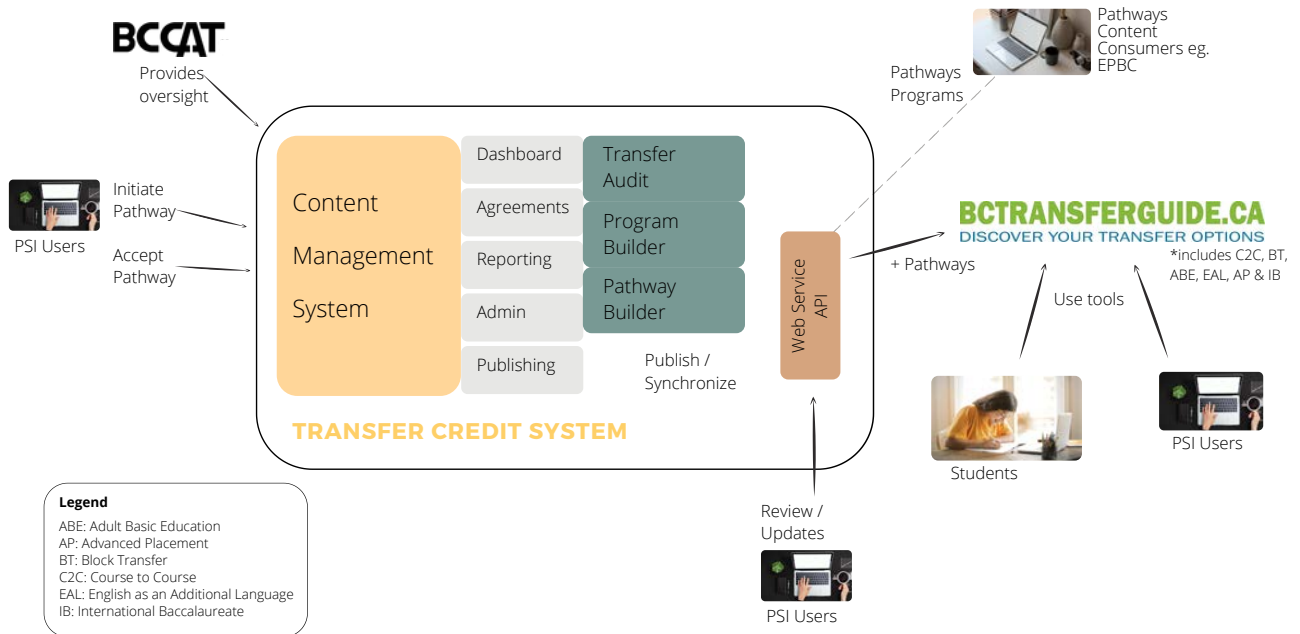 BCCAT
Provides
oversight
Pathways
Content
Consumers eg.
EPBC
Pathways
Programs
Initiate
Pathway
PSI Users
Accept
Pathway
Content
Management
System
Dashboard
Agreements
Reporting
Admin
Publishing
Transfer
Audit
Program
Builder
Pathway
Builder
Publish /
Synchronize
Web Service
API
TRANSFER CREDIT SYSTEM
+ Pathways
BCTRANSFERGUIDE.CA
DISCOVER YOUR TRANSFER OPTIONS
*includes C2C, BT,
ABE, EAL, AP & IB
Use tools
Students
PSI Users
Review /
Updates
PSI Users
Legend
ABE: Adult Basic Education
AP: Advanced Placement
BT: Block Transfer
C2C: Course to Course
EAL: English as an Additional Language
IB: International Baccalaureate